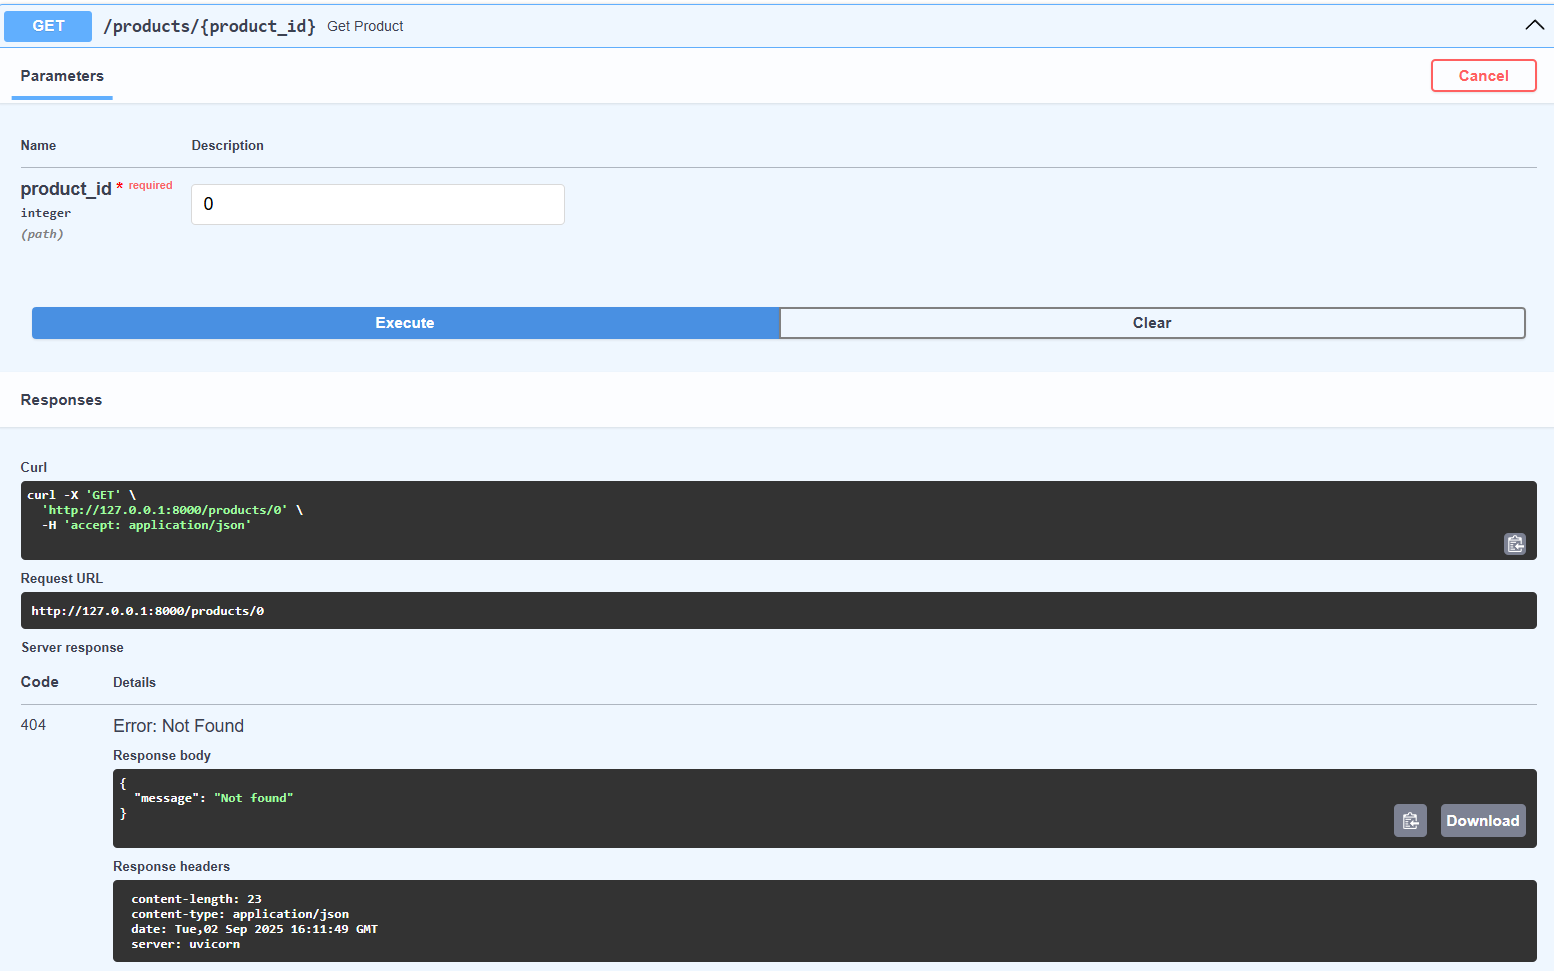 GET /products/{product_id} Get Product
Parameters
Cancel
Name Description
product_id * required
integer
(path)
0
Execute
Clear
Responses
Curl
curl -X 'GET' \
  'http://127.0.0.1:8000/products/0' \
  -H 'accept: application/json'
Request URL
http://127.0.0.1:8000/products/0
Server response
Code Details
404 Error: Not Found
Response body
{
  "message": "Not found"
}
Download
Response headers
content-length: 23
content-type: application/json
date: Tue,02 Sep 2025 16:11:49 GMT
server: uvicorn